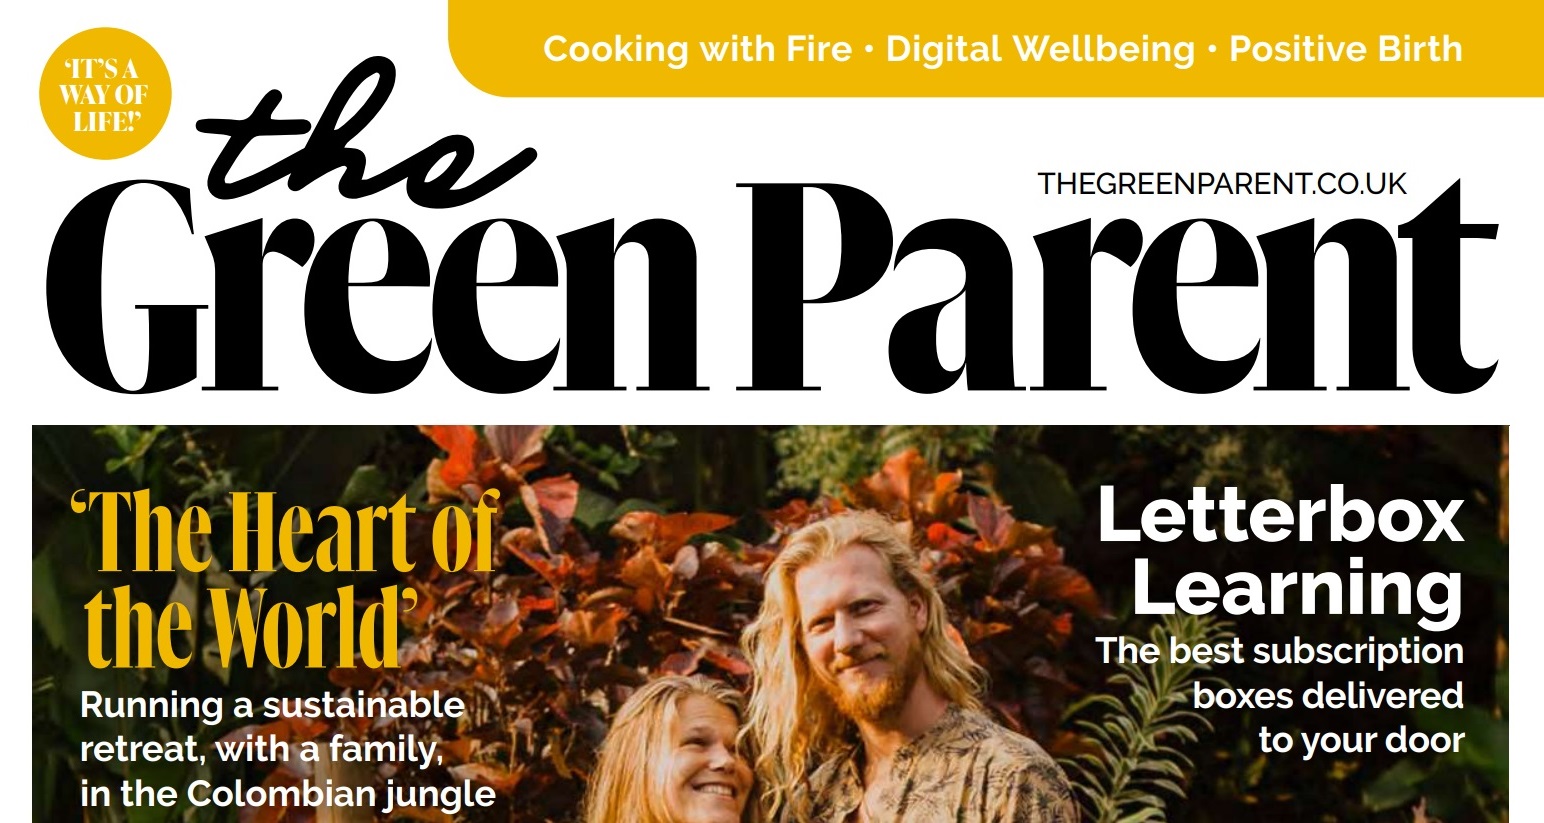 Cooking with Fire • Digital Wellbeing • Positive Birth
‘IT’S A
WAY OF
LIFE!’
the
THEGREENPARENT.CO.UK
Green Parent
‘The Heart of
the World’
Running a sustainable
retreat, with a family,
in the Colombian jungle
Letterbox
Learning
The best subscription
boxes delivered
to your door